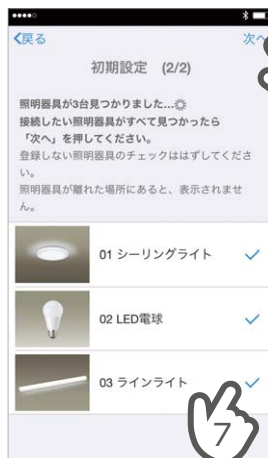 戻る
次へ
初期設定 (2/2)
照明器具が3台見つかりました...
接続したい照明器具がすべて見つかったら
「次へ」を押してください。
登録しない照明器具のチェックははずしてくださ
い。
照明器具が離れた場所にあると、表示されませ
ん。
01 シーリングライト
02 LED電球
03 ラインライト
7